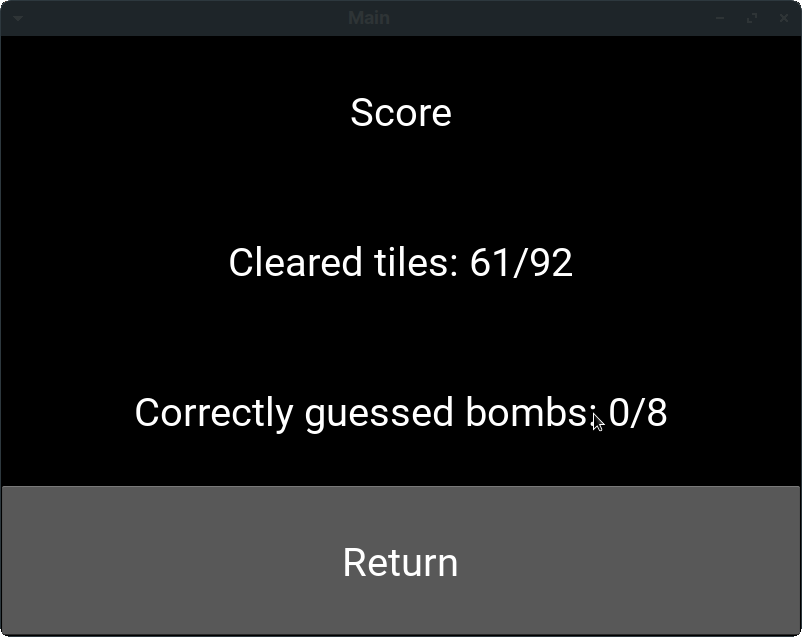 Main
Score
Cleared tiles: 61/92
Correctly guessed bombs: 0/8
Return